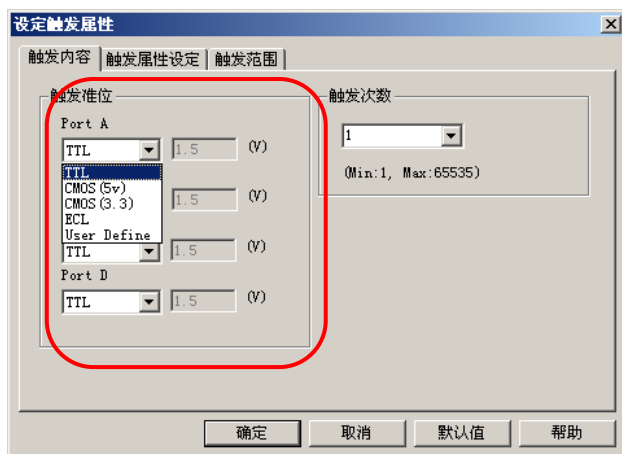 设定触发属性
触发内容 触发属性设定 触发范围
触发准位
触发次数
Port A
TTL 1.5 (V)
1
(Min:1, Max:65535)
TTL
CMOS(5v)
CMOS(3.3)
ECL
User Define
1.5 (V)
TTL 1.5 (V)
Port D
TTL 1.5 (V)
确定 取消 默认值 帮助